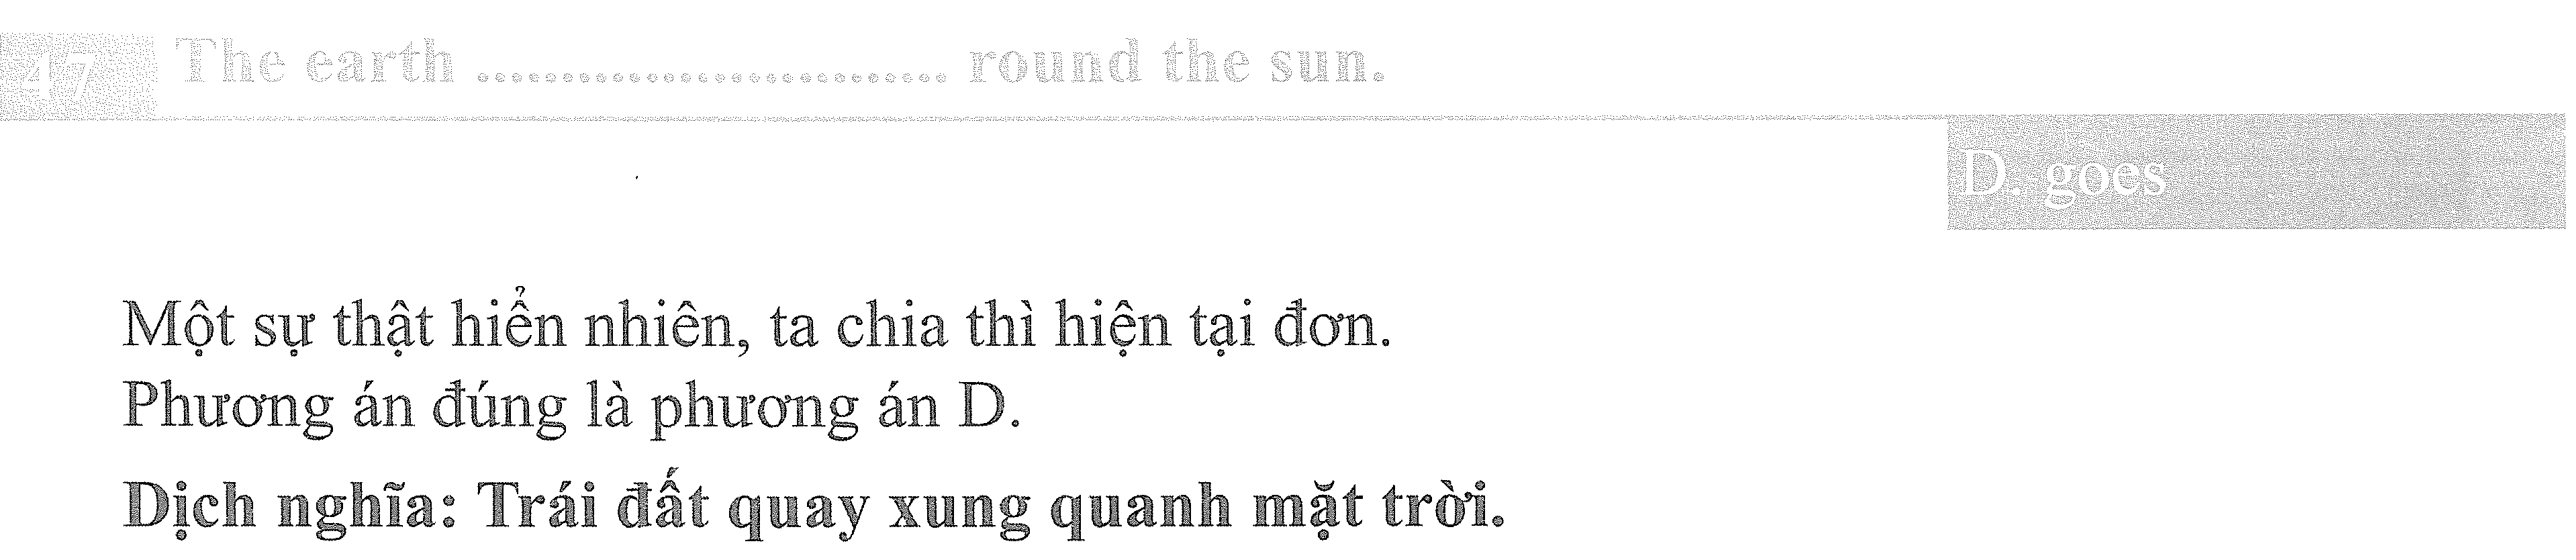 47 The earth ............................ round the sun.
D. goes
Một sự thật hiển nhiên, ta chia thì hiện tại đơn.
Phương án đúng là phương án D.
Dịch nghĩa: Trái đất quay xung quanh mặt trời.